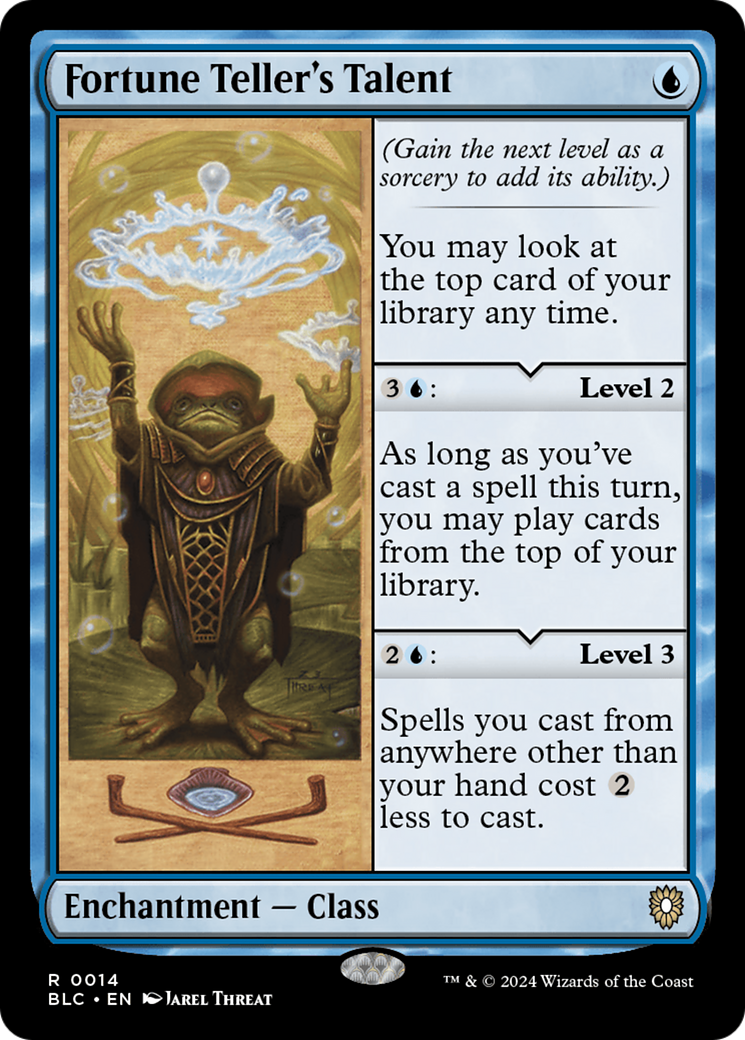 Fortune Teller's Talent
(Gain the next level as a
sorcery to add its ability.)
You may look at
the top card of your
library any time.
3 : Level 2
As long as you've
cast a spell this turn,
you may play cards
from the top of your
library.
2 : Level 3
Spells you cast from
anywhere other than
your hand cost 2
less to cast.
THREAT
Enchantment — Class
R 0014
BLC • EN JAREL THREAT
™ & © 2024 Wizards of the Coast